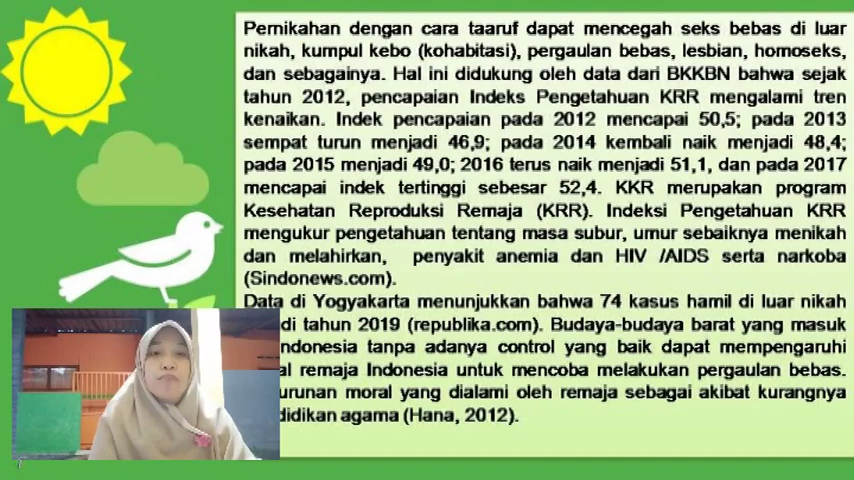 Pernikahan dengan cara taaruf dapat mencegah seks bebas di luar
nikah, kumpul kebo (kohabitasi), pergaulan bebas, lesbian, homoseks,
dan sebagainya. Hal ini didukung oleh data dari BKKBN bahwa sejak
tahun 2012, pencapaian Indeks Pengetahuan KRR mengalami tren
kenaikan. Indek pencapaian pada 2012 mencapai 50,5; pada 2013
sempat turun menjadi 46,9; pada 2014 kembali naik menjadi 48,4;
pada 2015 menjadi 49,0; 2016 terus naik menjadi 51,1, dan pada 2017
mencapai indek tertinggi sebesar 52,4. KKR merupakan program
Kesehatan Reproduksi Remaja (KRR). Indeksi Pengetahuan KRR
mengukur pengetahuan tentang masa subur, umur sebaiknya menikah
dan melahirkan, penyakit anemia dan HIV /AIDS serta narkoba
(Sindonews.com).
Data di Yogyakarta menunjukkan bahwa 74 kasus hamil di luar nikah
di tahun 2019 (republika.com). Budaya-budaya barat yang masuk
ndonesia tanpa adanya control yang baik dapat mempengaruhi
al remaja Indonesia untuk mencoba melakukan pergaulan bebas.
urunan moral yang dialami oleh remaja sebagai akibat kurangnya
didikan agama (Hana, 2012).